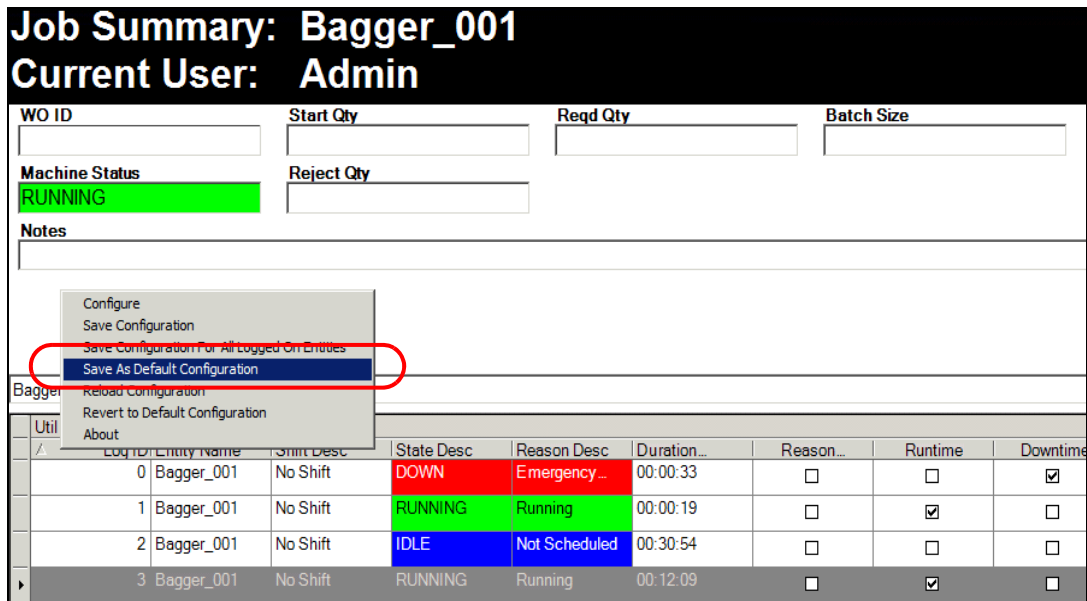 Job Summary: Bagger_001
Current User: Admin
WO ID Start Qty Reqd Qty Batch Size
Machine Status Reject Qty
RUNNING
Notes
Configure
Save Configuration
Save Configuration For All Logged On Entities
Save As Default Configuration
Bagger
Reload Configuration
Revert to Default Configuration
Util
About
Log ID Entity Name Shift Desc State Desc Reason Desc Duration... Reason... Runtime Downtime
0 Bagger_001 No Shift DOWN Emergency... 00:00:33
1 Bagger_001 No Shift RUNNING Running 00:00:19
2 Bagger_001 No Shift IDLE Not Scheduled 00:30:54
3 Bagger_001 No Shift RUNNING Running 00:12:09